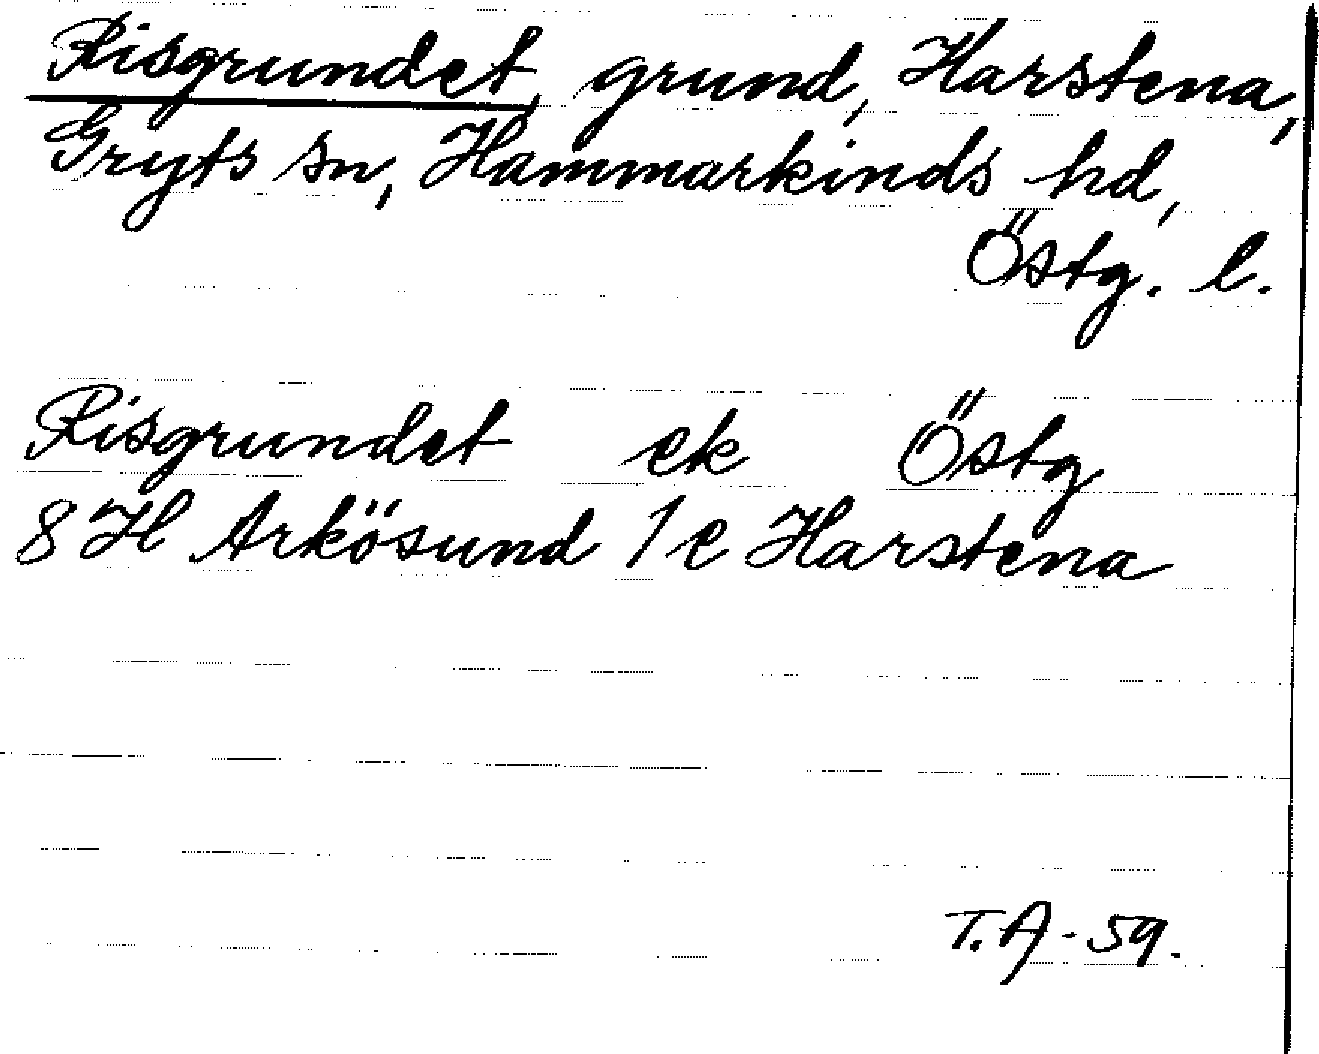 Risgrundet, grund, Harstena,
Gryts sn, Hammarkinds hd,
Östg. l.
Risgrundet ek Östg
8 H Arkösund 1 c Harstena
T.A-59.